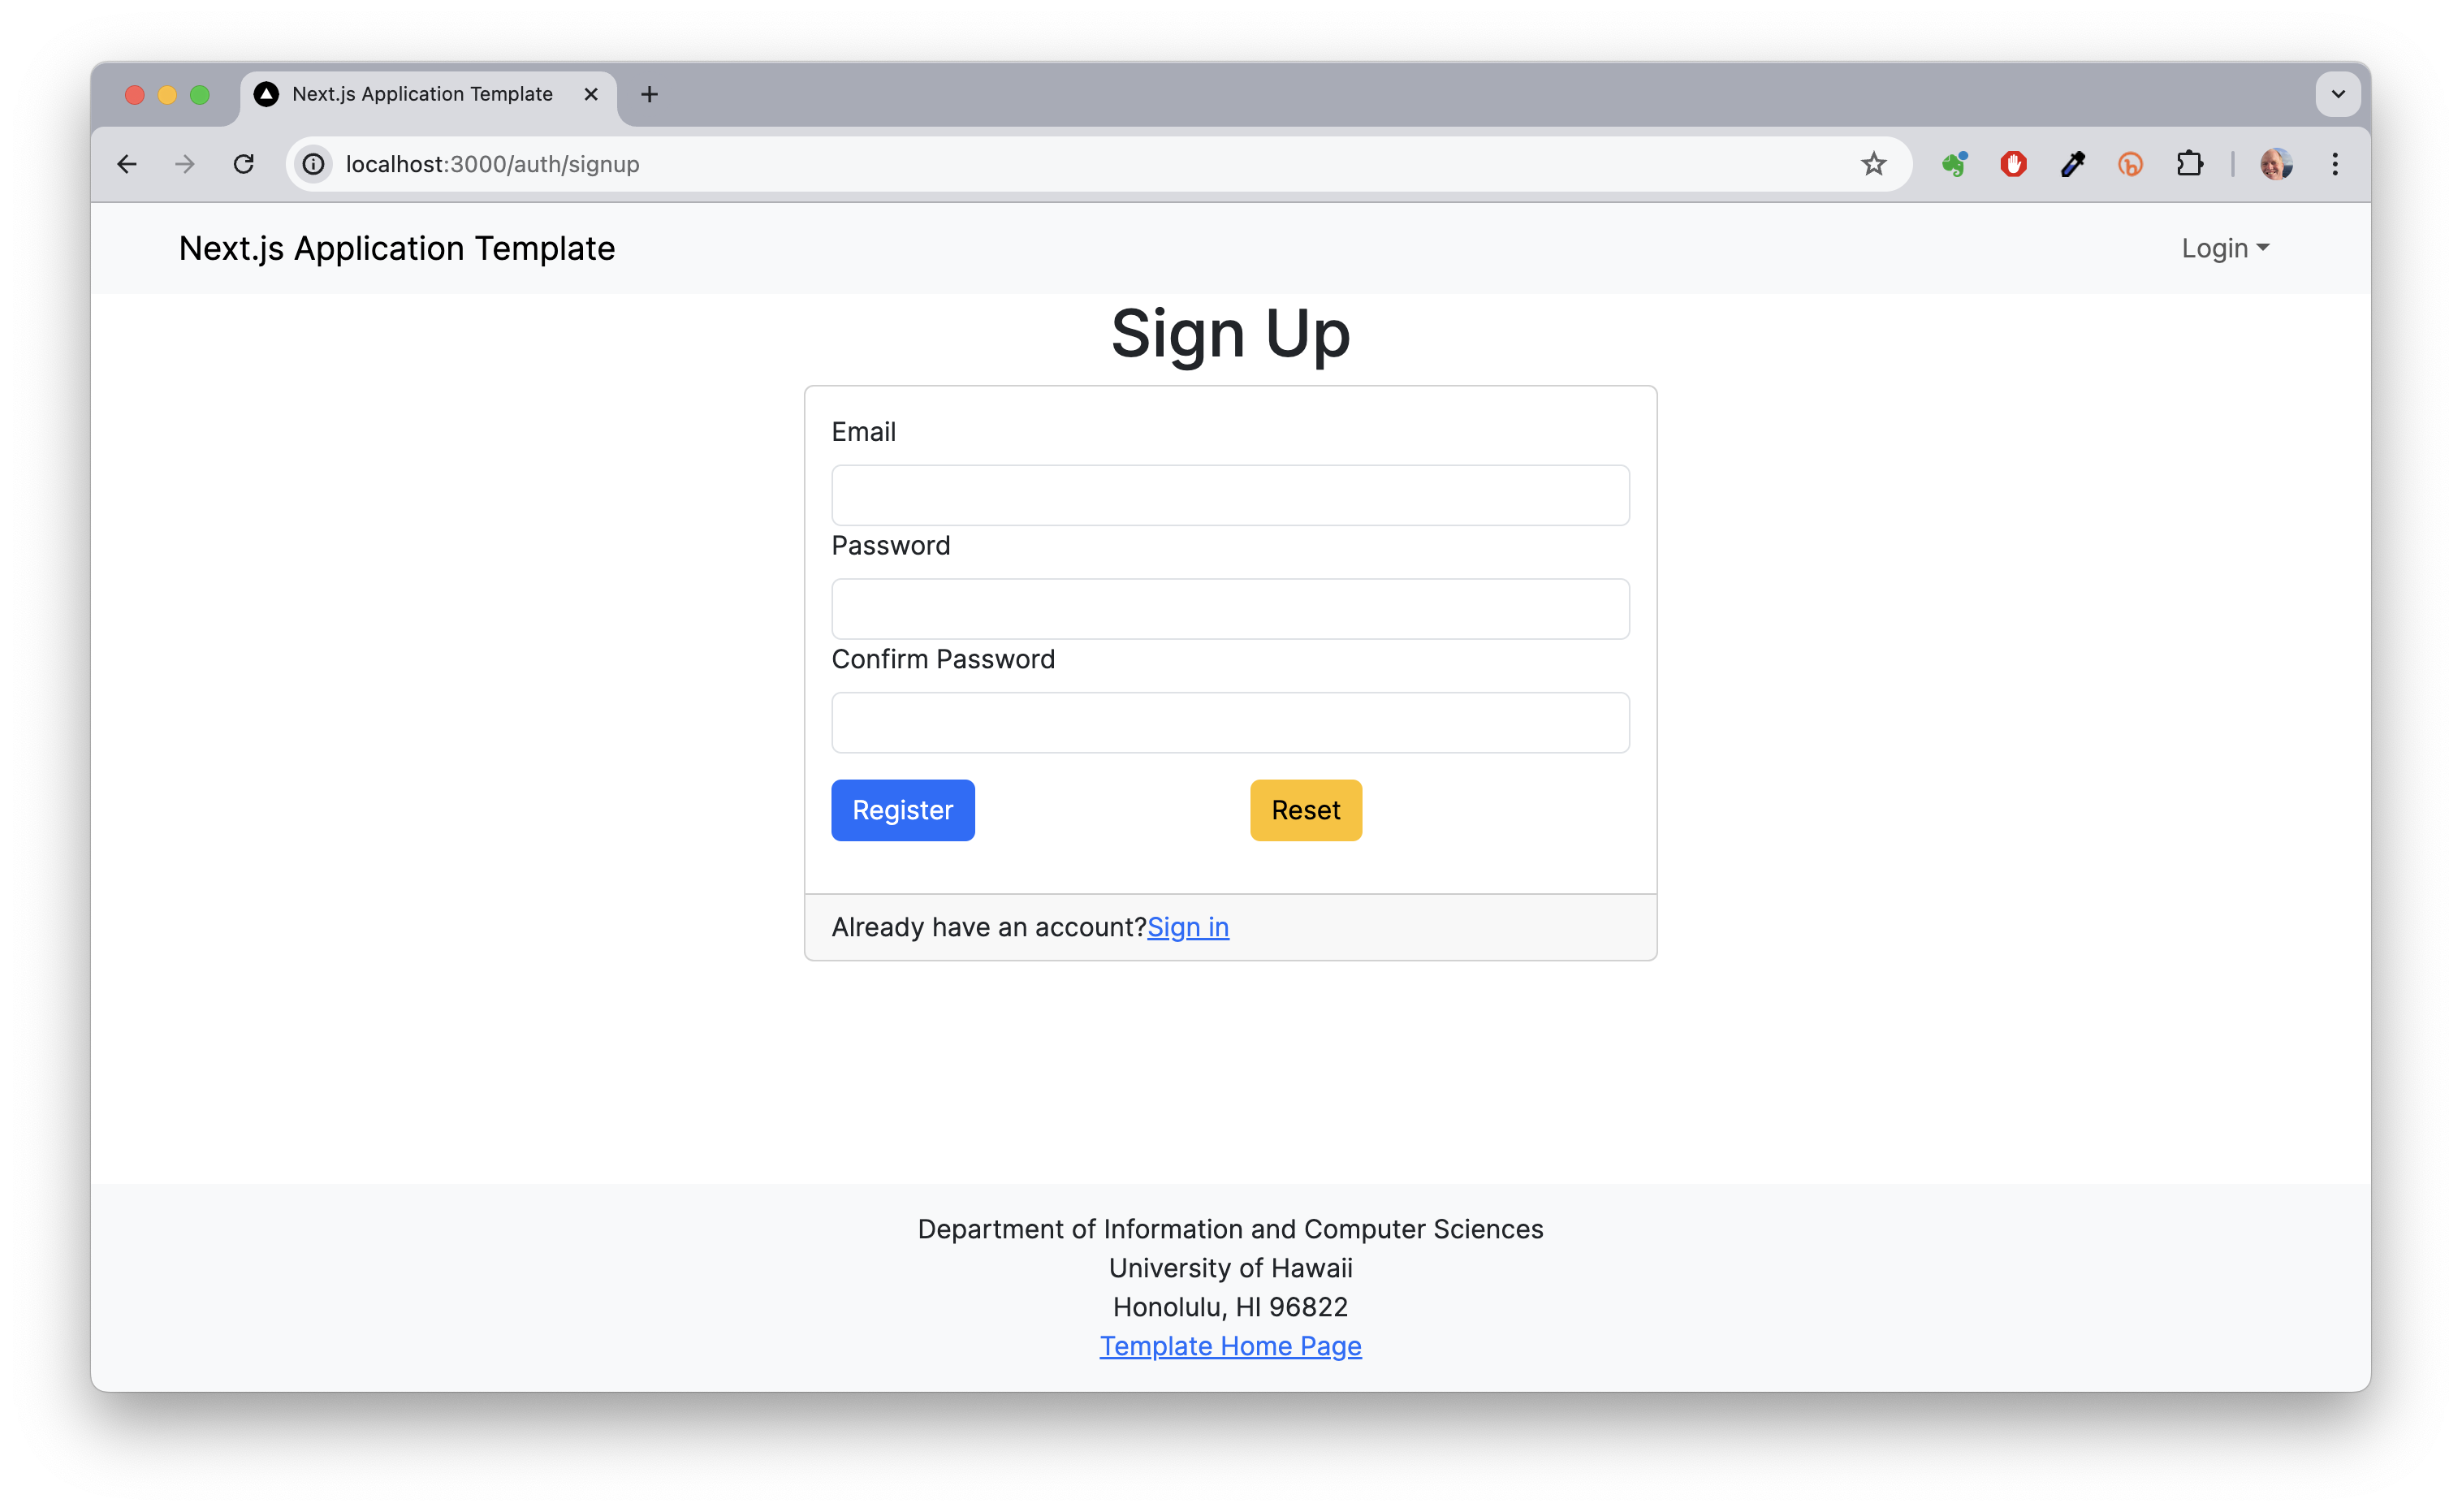 Next.js Application Template
localhost:3000/auth/signup
Next.js Application Template
Login
Sign Up
Email
Password
Confirm Password
Register
Reset
Already have an account?Sign in
Department of Information and Computer Sciences
University of Hawaii
Honolulu, HI 96822
Template Home Page